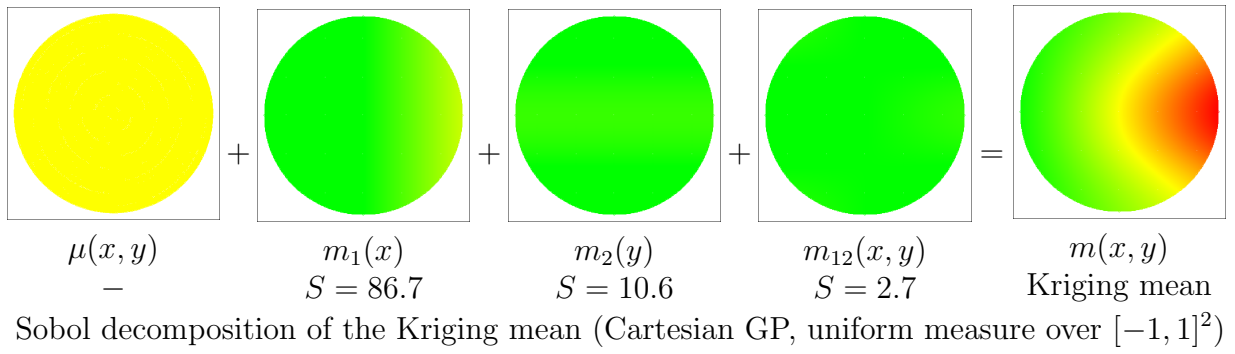 + + + =
μ(x, y) m₁(x) m₂(y) m₁₂(x, y) m(x, y)
− S = 86.7 S = 10.6 S = 2.7 Kriging mean
Sobol decomposition of the Kriging mean (Cartesian GP, uniform measure over [−1, 1]²)